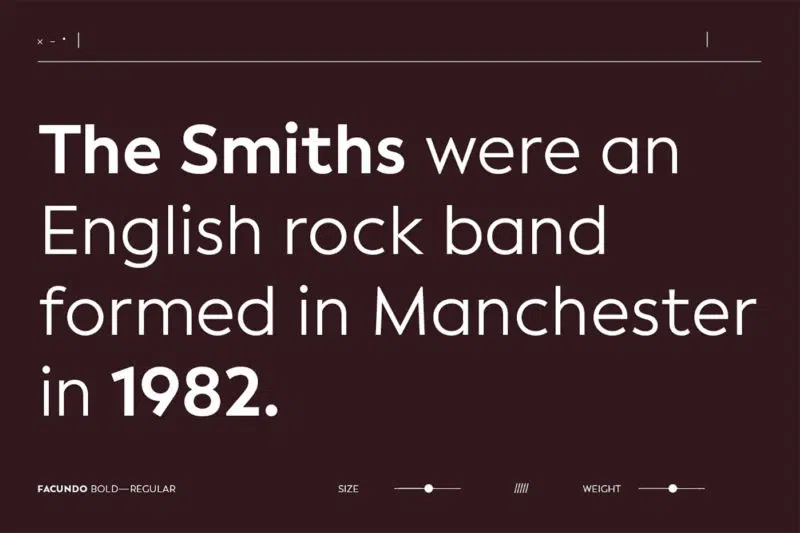 The Smiths were an
English rock band
formed in Manchester
in 1982.
FACUNDO BOLD—REGULAR SIZE ///// WEIGHT